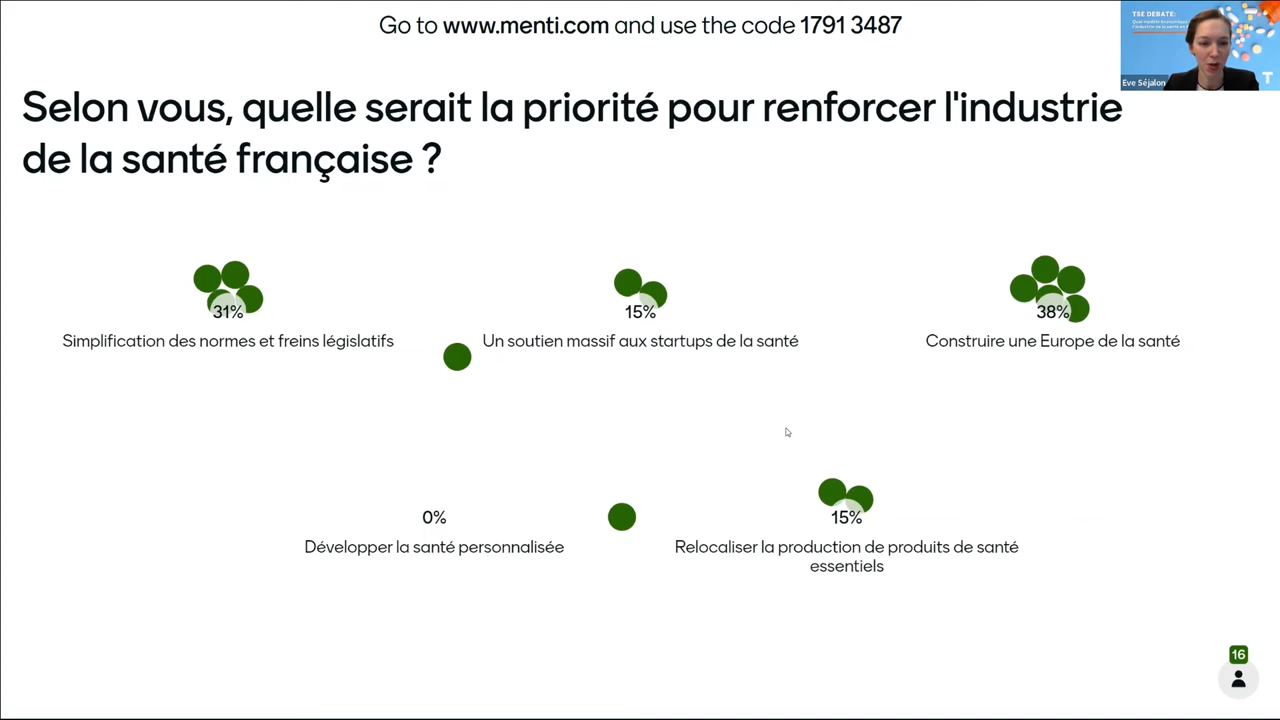 Go to www.menti.com and use the code 1791 3487
TSE DEBATE:
Eve Séjalon
T
Selon vous, quelle serait la priorité pour renforcer l'industrie
de la santé française ?
31%
15%
38%
Simplification des normes et freins législatifs
Un soutien massif aux startups de la santé
Construire une Europe de la santé
0%
15%
Développer la santé personnalisée
Relocaliser la production de produits de santé
essentiels
16